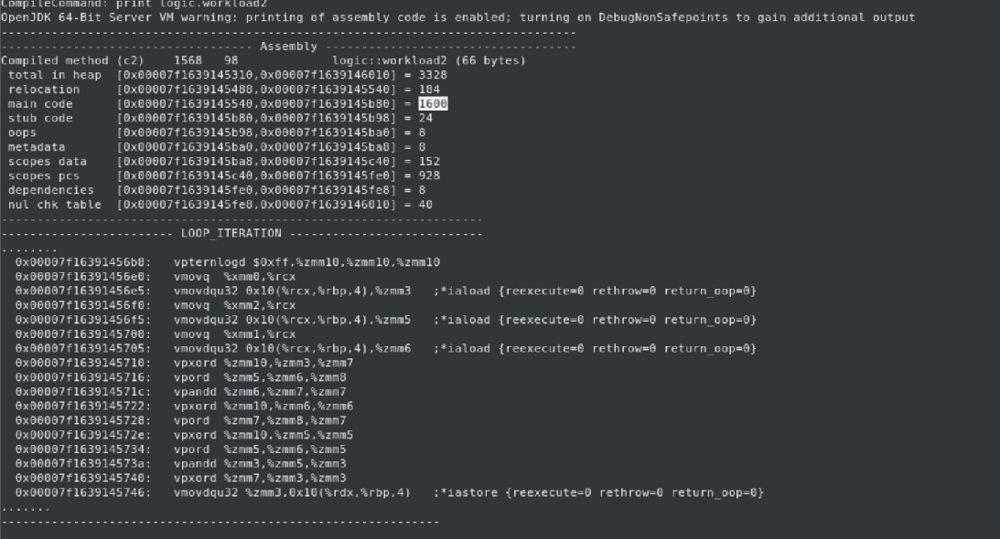 CompileCommand: print logic.workload2
OpenJDK 64-Bit Server VM warning: printing of assembly code is enabled; turning on DebugNonSafepoints to gain additional output
--------------------------------------------------------------------------------
----------------------------------- Assembly -----------------------------------
Compiled method (c2)    1568   98             logic::workload2 (66 bytes)
 total in heap  [0x00007f1639145310,0x00007f1639146010] = 3328
 relocation     [0x00007f1639145488,0x00007f1639145540] = 184
 main code      [0x00007f1639145540,0x00007f1639145b80] = 1600
 stub code      [0x00007f1639145b80,0x00007f1639145b98] = 24
 oops           [0x00007f1639145b98,0x00007f1639145ba0] = 8
 metadata       [0x00007f1639145ba0,0x00007f1639145ba8] = 8
 scopes data    [0x00007f1639145ba8,0x00007f1639145c40] = 152
 scopes pcs     [0x00007f1639145c40,0x00007f1639145fe0] = 928
 dependencies   [0x00007f1639145fe0,0x00007f1639145fe8] = 8
 nul chk table  [0x00007f1639145fe8,0x00007f1639146010] = 40
-------------------------------------------------------------------
------------------------ LOOP_ITERATION ---------------------------
........
  0x00007f16391456b8:   vpternlogd $0xff,%zmm10,%zmm10,%zmm10
  0x00007f16391456e0:   vmovq  %xmm0,%rcx
  0x00007f16391456e5:   vmovdqu32 0x10(%rcx,%rbp,4),%zmm3   ;*iaload {reexecute=0 rethrow=0 return_oop=0}
  0x00007f16391456f0:   vmovq  %xmm2,%rcx
  0x00007f16391456f5:   vmovdqu32 0x10(%rcx,%rbp,4),%zmm5   ;*iaload {reexecute=0 rethrow=0 return_oop=0}
  0x00007f1639145700:   vmovq  %xmm1,%rcx
  0x00007f1639145705:   vmovdqu32 0x10(%rcx,%rbp,4),%zmm6   ;*iaload {reexecute=0 rethrow=0 return_oop=0}
  0x00007f1639145710:   vpxord %zmm10,%zmm3,%zmm7
  0x00007f1639145716:   vpord  %zmm5,%zmm6,%zmm8
  0x00007f163914571c:   vpandd %zmm6,%zmm7,%zmm7
  0x00007f1639145722:   vpxord %zmm10,%zmm6,%zmm6
  0x00007f1639145728:   vpord  %zmm7,%zmm8,%zmm7
  0x00007f163914572e:   vpxord %zmm10,%zmm5,%zmm5
  0x00007f1639145734:   vpord  %zmm5,%zmm6,%zmm5
  0x00007f163914573a:   vpandd %zmm3,%zmm5,%zmm3
  0x00007f1639145740:   vpxord %zmm7,%zmm3,%zmm3
  0x00007f1639145746:   vmovdqu32 %zmm3,0x10(%rdx,%rbp,4)   ;*iastore {reexecute=0 rethrow=0 return_oop=0}
.......
-------------------------------------------------------------